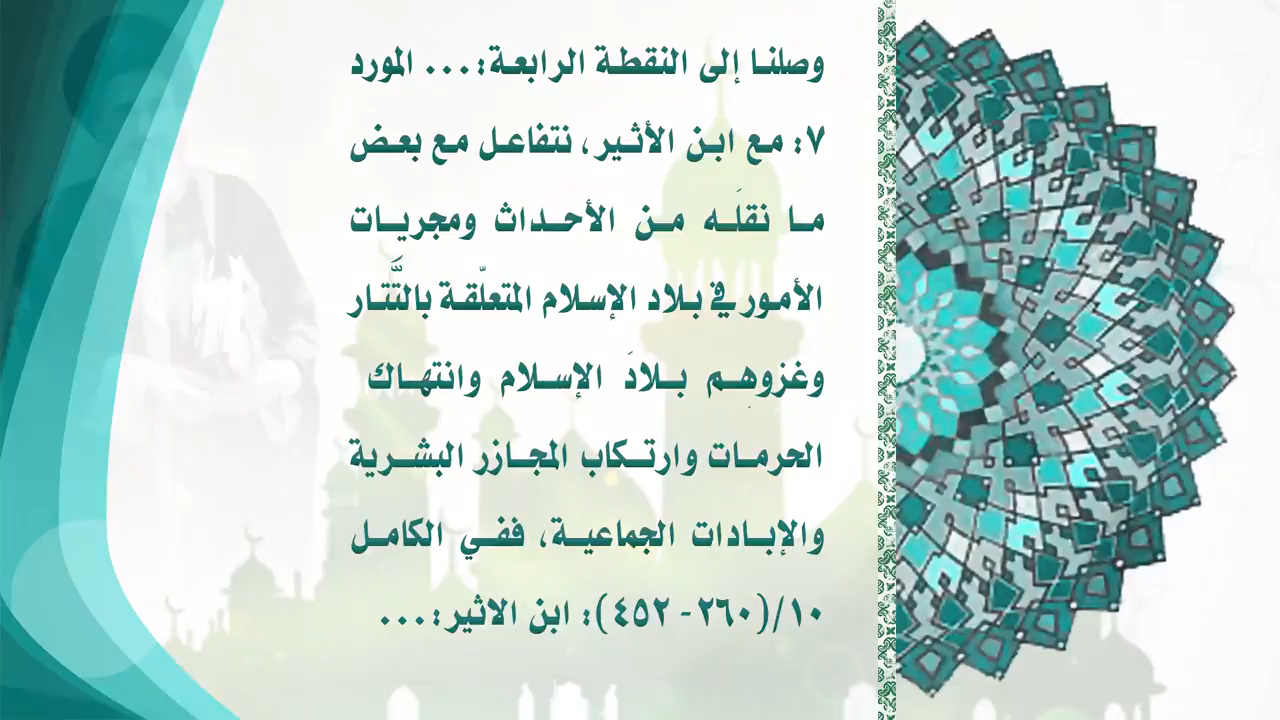 وصلنا إلى النقطة الرابعة:... المورد
٧: مع ابن الأثير، نتفاعل مع بعض
ما نقلَه من الأحداث ومجريات
الأمور في بلاد الإسلام المتعلّقة بالتَّتار
وغزوِهم بلادَ الإسلام وانتهاك
الحرمات وارتكاب المجازر البشرية
والإبادات الجماعية، ففي الكامل
١٠/(٢٦٠- ٤٥٢): ابن الاثير:...